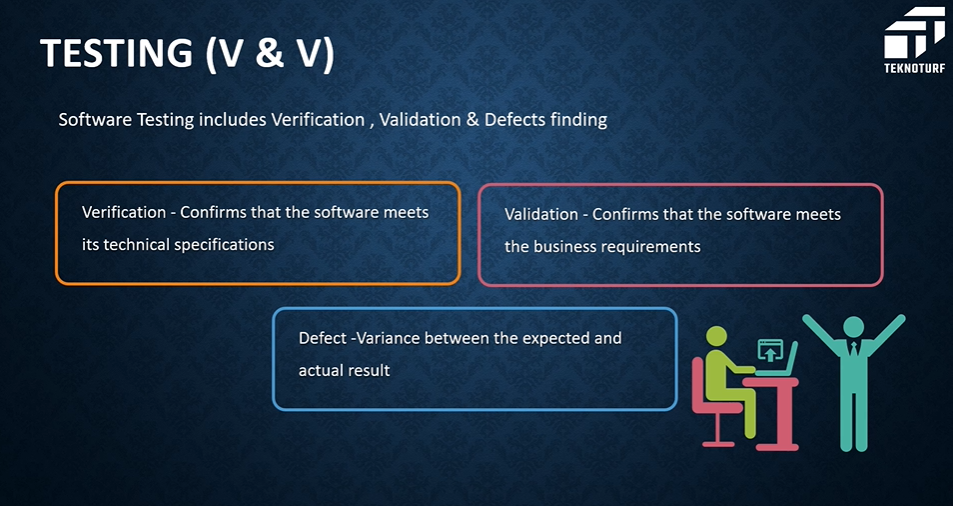 TESTING (V & V)
TEKNOTURF
Software Testing includes Verification , Validation & Defects finding
Verification - Confirms that the software meets
its technical specifications
Validation - Confirms that the software meets
the business requirements
Defect -Variance between the expected and
actual result